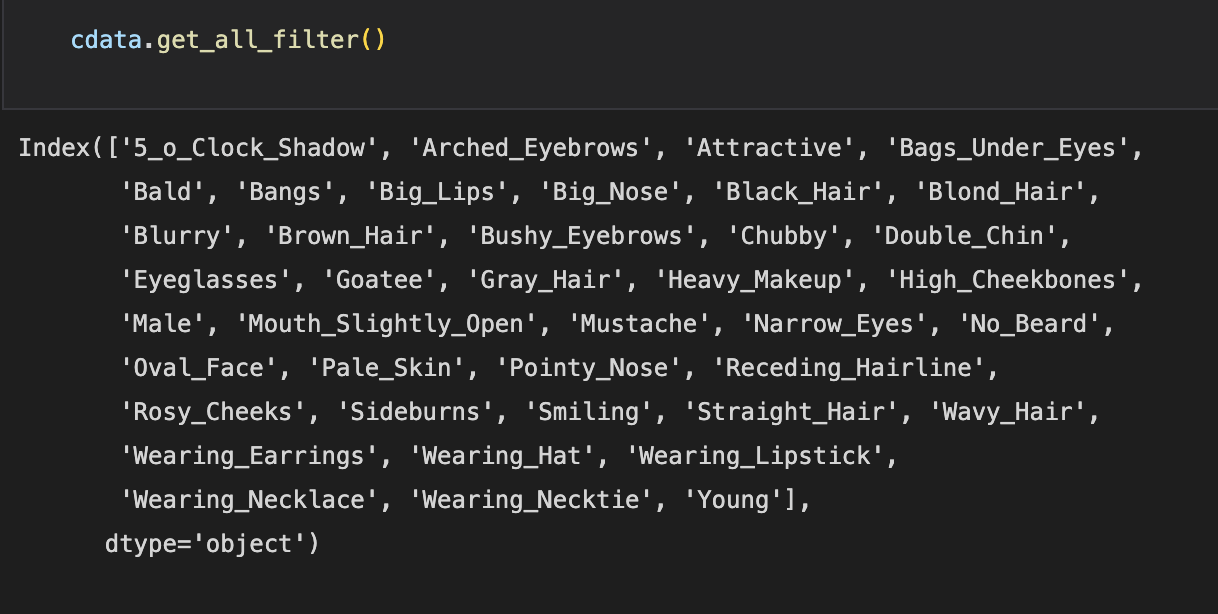 cdata.get_all_filter()
Index(['5_o_Clock_Shadow', 'Arched_Eyebrows', 'Attractive', 'Bags_Under_Eyes',
'Bald', 'Bangs', 'Big_Lips', 'Big_Nose', 'Black_Hair', 'Blond_Hair',
'Blurry', 'Brown_Hair', 'Bushy_Eyebrows', 'Chubby', 'Double_Chin',
'Eyeglasses', 'Goatee', 'Gray_Hair', 'Heavy_Makeup', 'High_Cheekbones',
'Male', 'Mouth_Slightly_Open', 'Mustache', 'Narrow_Eyes', 'No_Beard',
'Oval_Face', 'Pale_Skin', 'Pointy_Nose', 'Receding_Hairline',
'Rosy_Cheeks', 'Sideburns', 'Smiling', 'Straight_Hair', 'Wavy_Hair',
'Wearing_Earrings', 'Wearing_Hat', 'Wearing_Lipstick',
'Wearing_Necklace', 'Wearing_Necktie', 'Young'],
dtype='object')